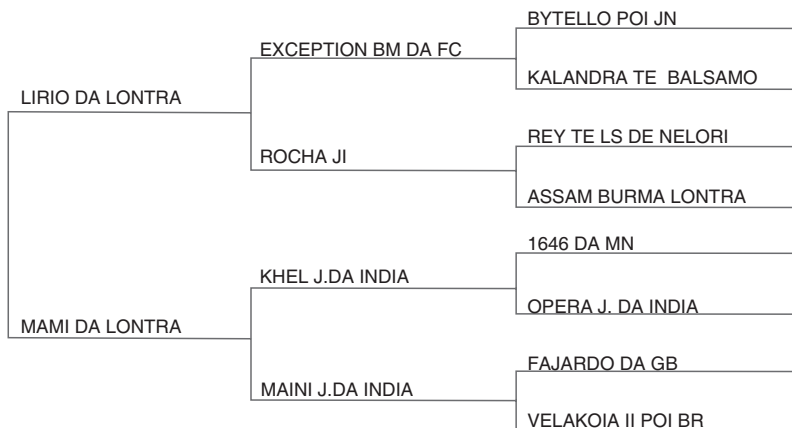 BYTELLO POI JN
EXCEPTION BM DA FC
KALANDRA TE BALSAMO
LIRIO DA LONTRA
REY TE LS DE NELORI
ROCHA JI
ASSAM BURMA LONTRA
1646 DA MN
KHEL J.DA INDIA
OPERA J. DA INDIA
MAMI DA LONTRA
FAJARDO DA GB
MAINI J.DA INDIA
VELAKOIA II POI BR